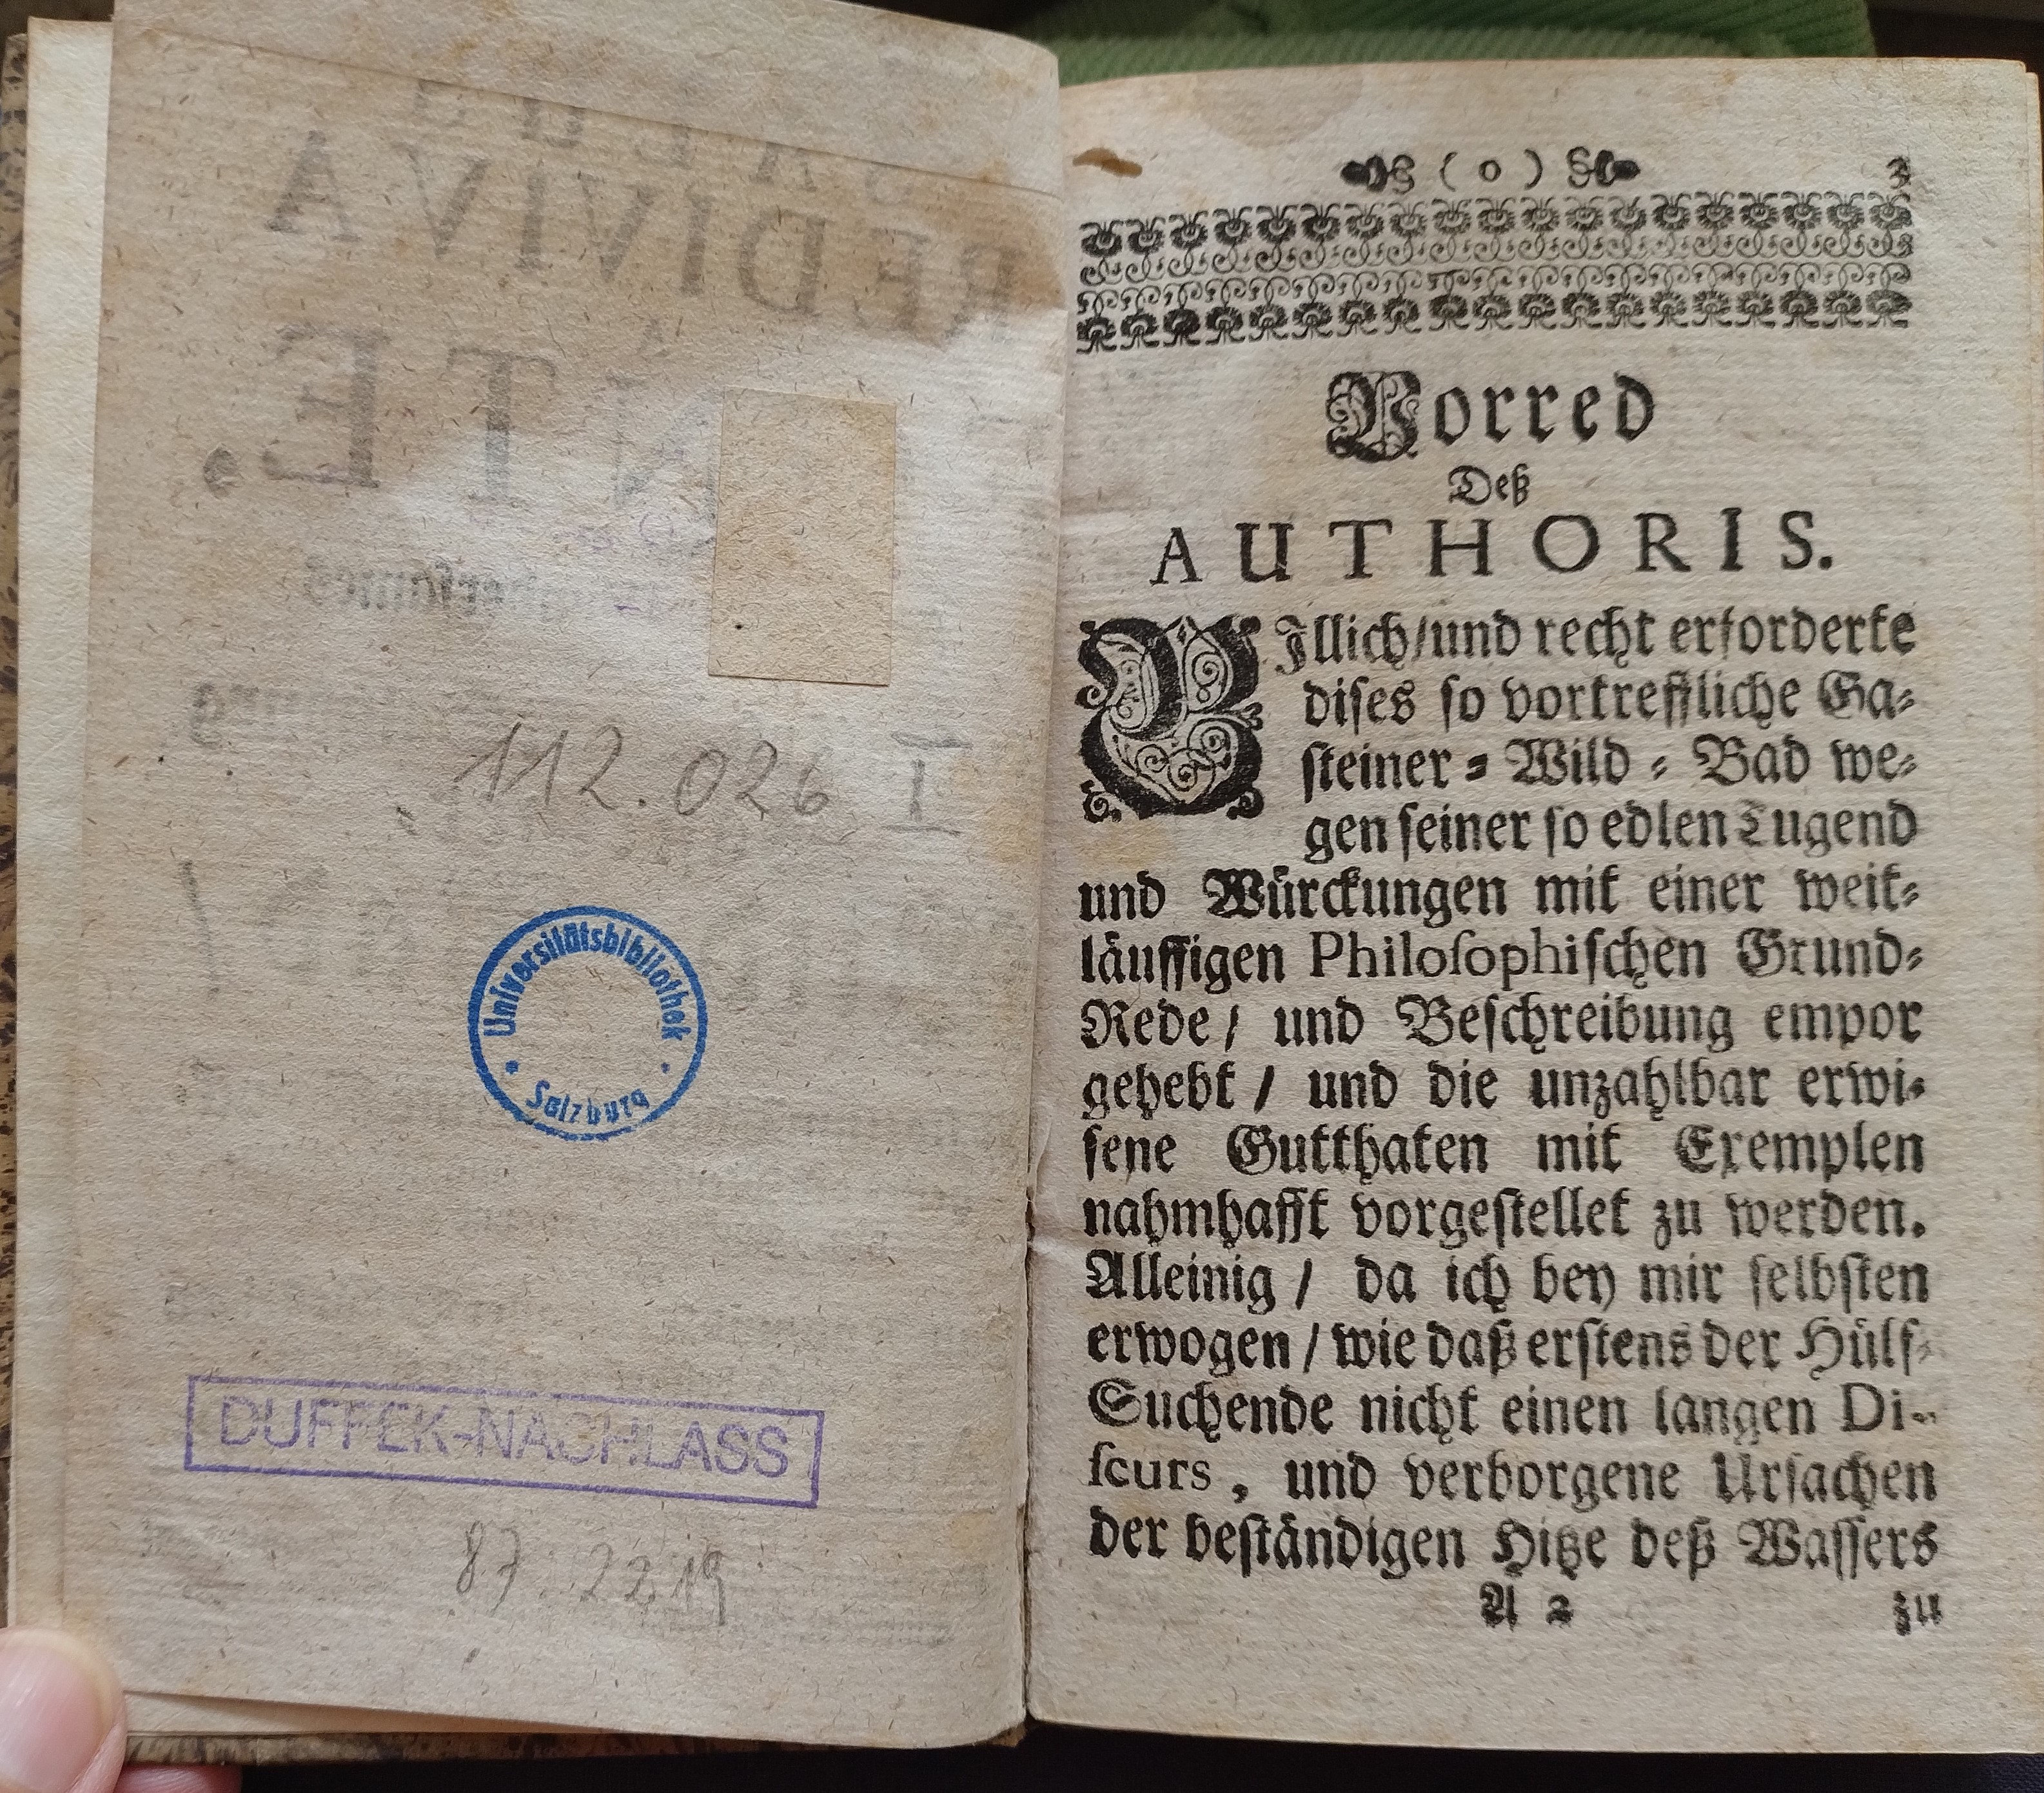 112.026 I
Universitätsbibliothek
Salzburg
DUFFEK-NACHLASS
87.2219
( o ) 3
Vorred
Deß
AUTHORIS.
BIllich/und recht erforderte
diſes ſo vortreffliche Ga⸗
ſteiner⸗Wild⸗Bad we⸗
gen ſeiner ſo edlen Tugend
und Würckungen mit einer weit⸗
läuffigen Philoſophiſchen Grund⸗
Rede/ und Beſchreibung empor
gehebt/ und die unzahlbar erwi⸗
ſene Gutthaten mit Exemplen
nahmhafft vorgeſtellet zu werden.
Alleinig/ da ich bey mir ſelbſten
erwogen/wie daß erſtens der Hülf⸗
Suchende nicht einen langen Di-
ſcurs, und verborgene Urſachen
der beſtändigen Hitze deß Waſſers
A 2 zu